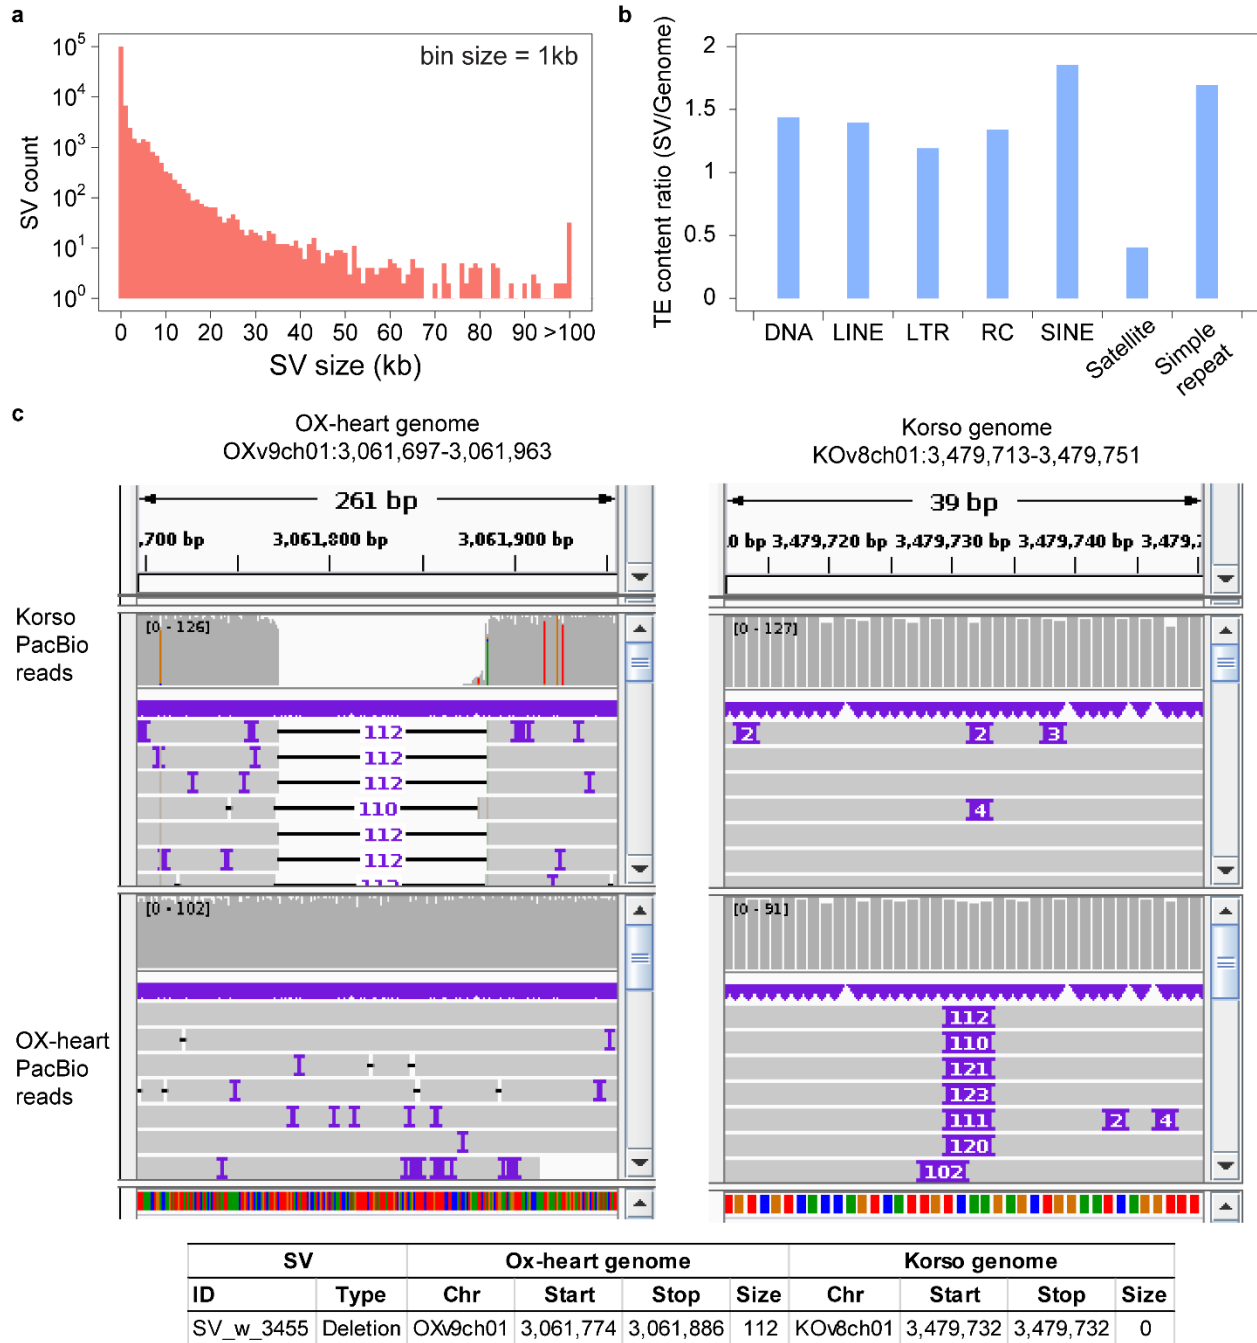 a
bin size = 1kb
SV count
10^5
10^4
10^3
10^2
10^1
10^0
0 10 20 30 40 50 60 70 80 90 >100
SV size (kb)
b
TE content ratio (SV/Genome)
2
1.5
1
0.5
0
DNA LINE LTR RC SINE Satellite Simple repeat
c
OX-heart genome
OXv9ch01:3,061,697-3,061,963
261 bp
,700 bp 3,061,800 bp 3,061,900 bp
Korso
PacBio
reads
[0 - 126]
112
112
112
110
112
112
112
OX-heart
PacBio
reads
[0 - 102]
Korso genome
KOv8ch01:3,479,713-3,479,751
39 bp
.0 bp 3,479,720 bp 3,479,730 bp 3,479,740 bp 3,479,7
[0 - 127]
2 2 3
4
[0 - 91]
112
110
121
123
111 2 4
120
102
SV Ox-heart genome Korso genome
ID Type Chr Start Stop Size Chr Start Stop Size
SV_w_3455 Deletion OXv9ch01 3,061,774 3,061,886 112 KOv8ch01 3,479,732 3,479,732 0